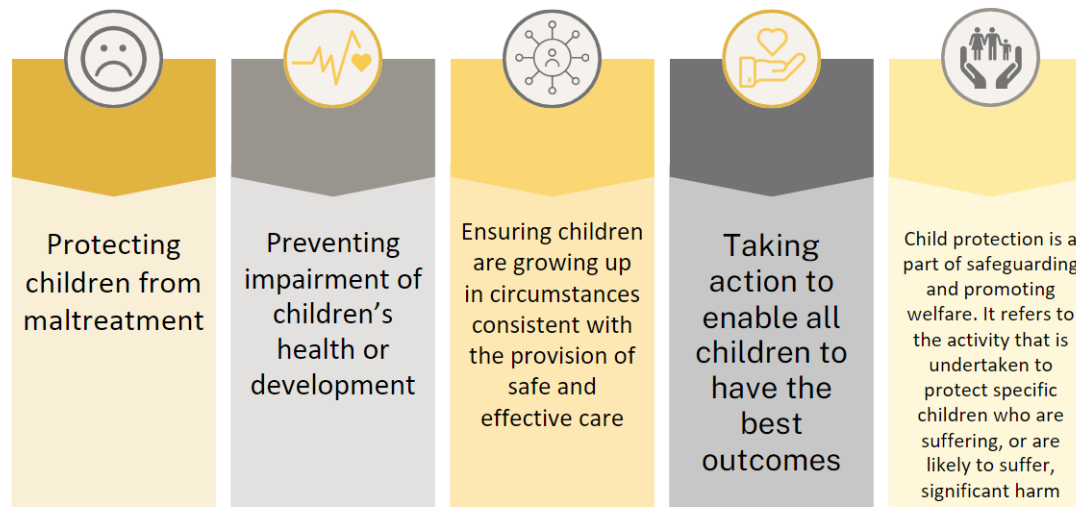 Protecting
children from
maltreatment
Preventing
impairment of
children’s
health or
development
Ensuring children
are growing up
in circumstances
consistent with
the provision of
safe and
effective care
Taking
action to
enable all
children to
have the
best
outcomes
Child protection is a
part of safeguarding
and promoting
welfare. It refers to
the activity that is
undertaken to
protect specific
children who are
suffering, or are
likely to suffer,
significant harm